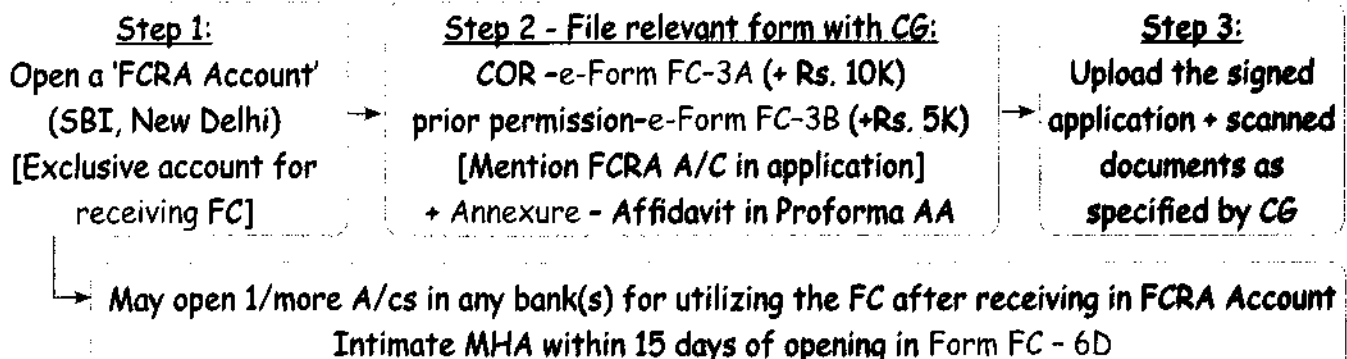 Step 1:
Open a 'FCRA Account'
(SBI, New Delhi)
[Exclusive account for
receiving FC]
Step 2 - File relevant form with CG:
COR -e-Form FC-3A (+ Rs. 10K)
prior permission-e-Form FC-3B (+Rs. 5K)
[Mention FCRA A/C in application]
+ Annexure - Affidavit in Proforma AA
Step 3:
Upload the signed
application + scanned
documents as
specified by CG
May open 1/more A/cs in any bank(s) for utilizing the FC after receiving in FCRA Account
Intimate MHA within 15 days of opening in Form FC - 6D